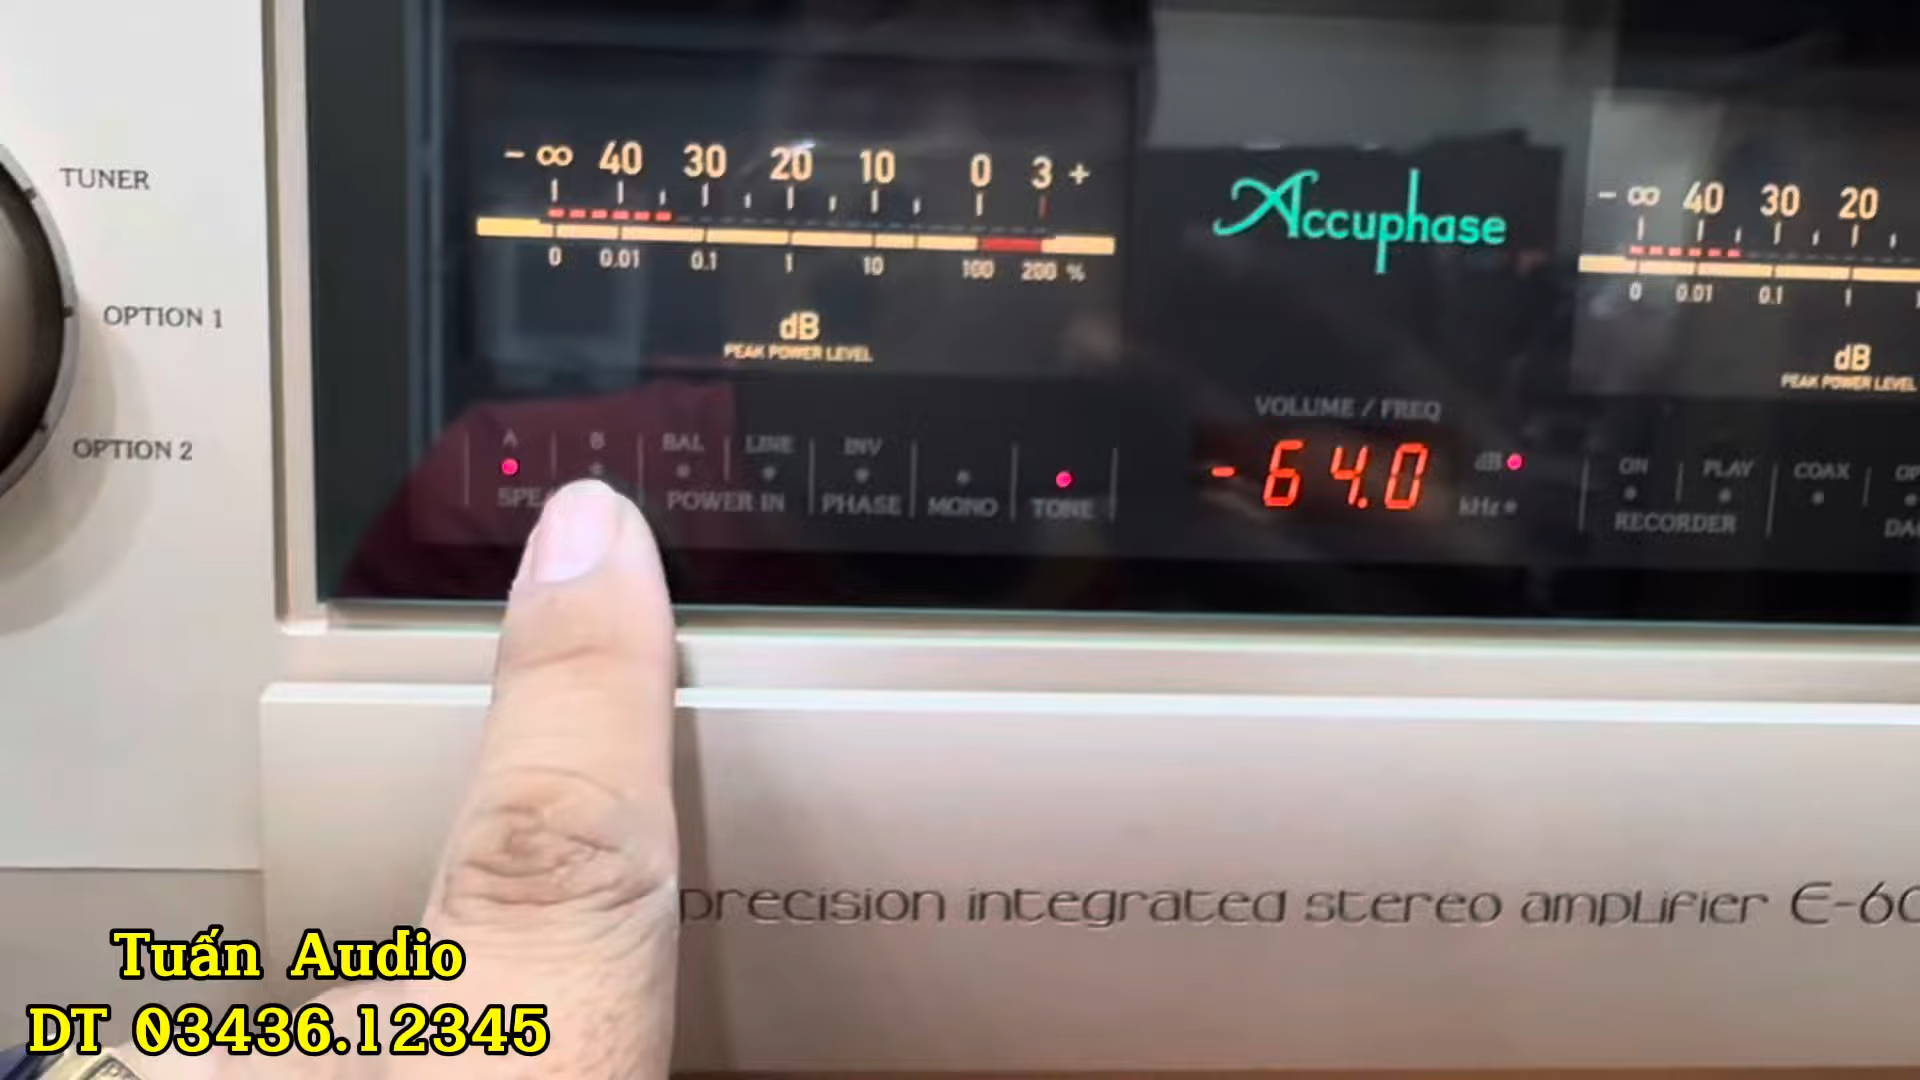 TUNER
OPTION 1
OPTION 2
- ∞ 40 30 20 10 0 3 +
0 0.01 0.1 1 10 100 200 %
dB
PEAK POWER LEVEL
Accuphase
- ∞ 40 30 20
0 0.01 0.1 1
dB
PEAK POWER LEVEL
VOLUME / FREQ
-64.0
dB
kHz
A B BAL LINE INV
POWER IN PHASE MONO TONE
ON PLAY COAX
RECORDER
precision integrated stereo amplifier E-60
Tuấn Audio
DT 03436.12345